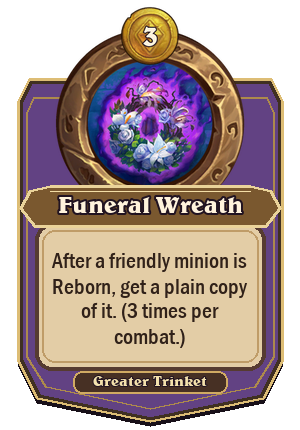 3
Funeral Wreath
After a friendly minion is
Reborn, get a plain copy
of it. (3 times per
combat.)
Greater Trinket